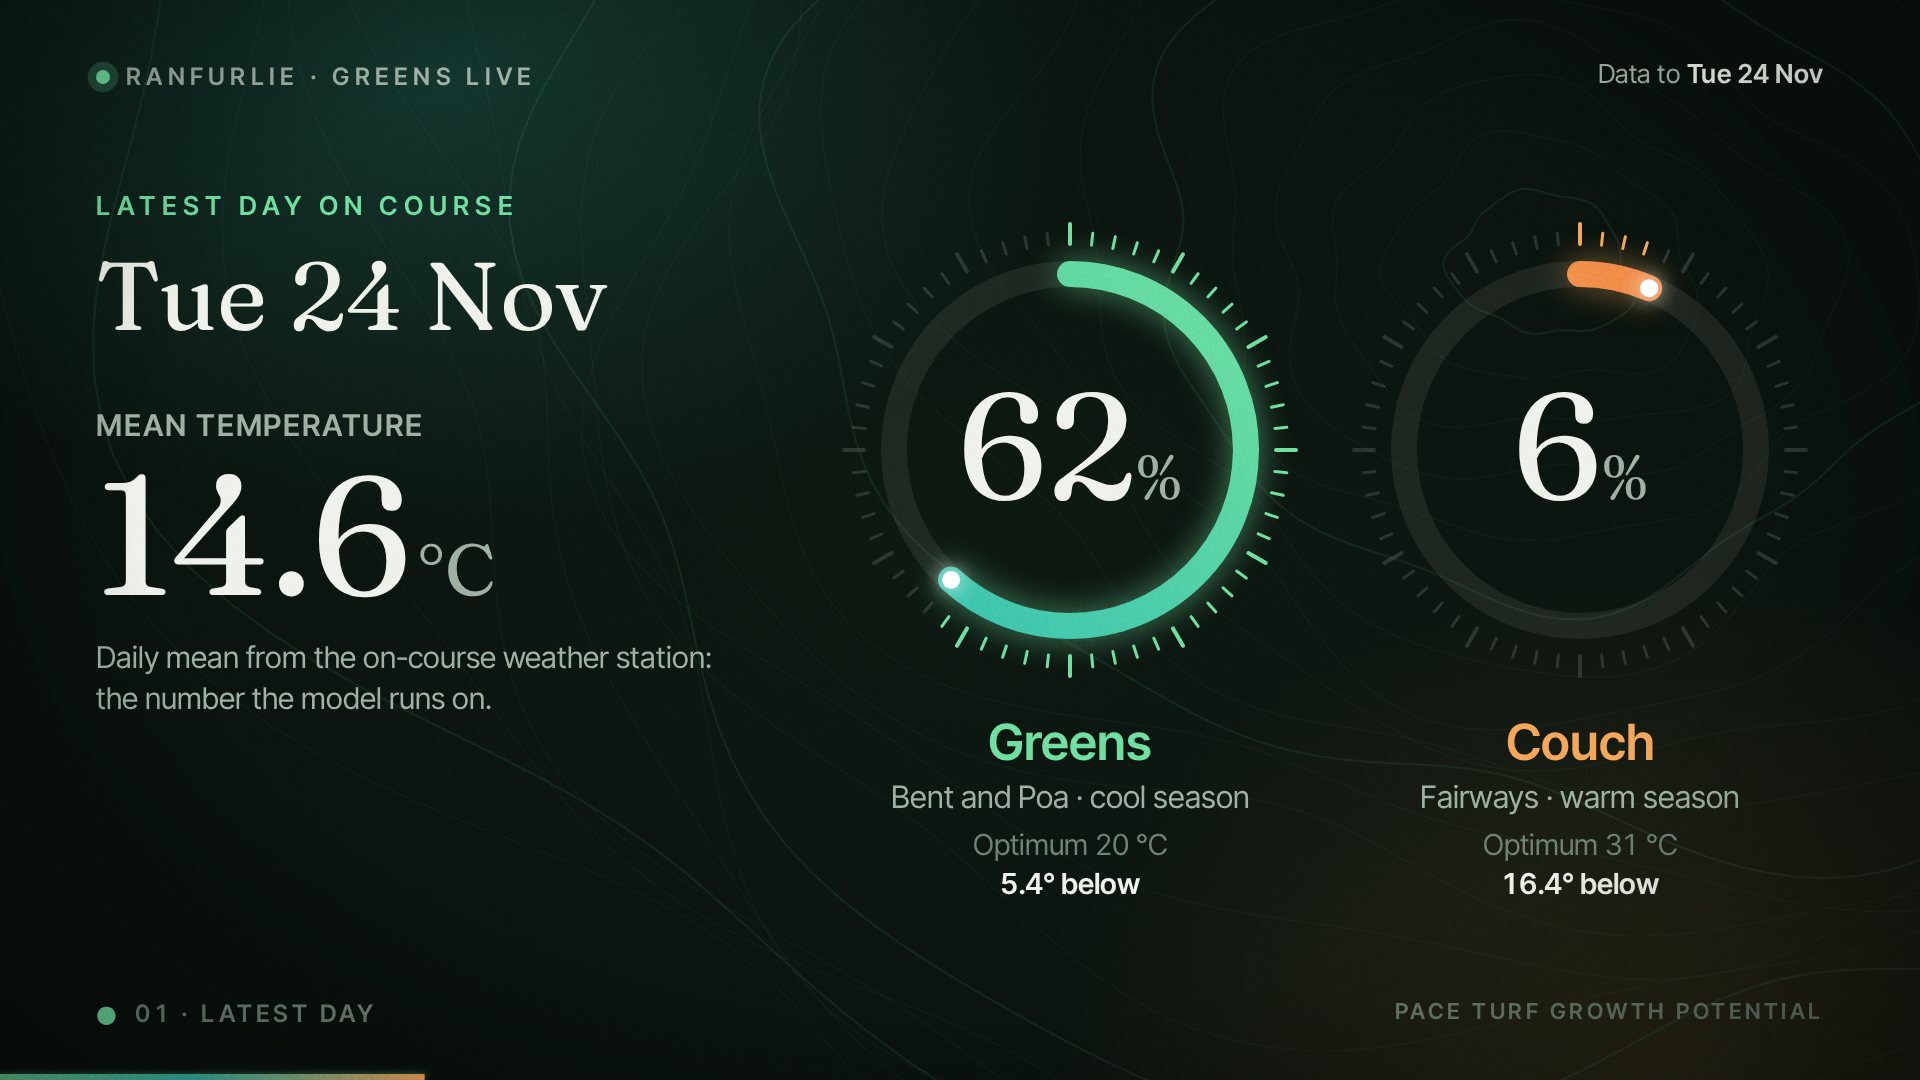 RANFURLIE · GREENS LIVE
Data to Tue 24 Nov
LATEST DAY ON COURSE
Tue 24 Nov
MEAN TEMPERATURE
14.6 °C
Daily mean from the on-course weather station:
the number the model runs on.
62%
Greens
Bent and Poa · cool season
Optimum 20 °C
5.4° below
6%
Couch
Fairways · warm season
Optimum 31 °C
16.4° below
01 · LATEST DAY
PACE TURF GROWTH POTENTIAL